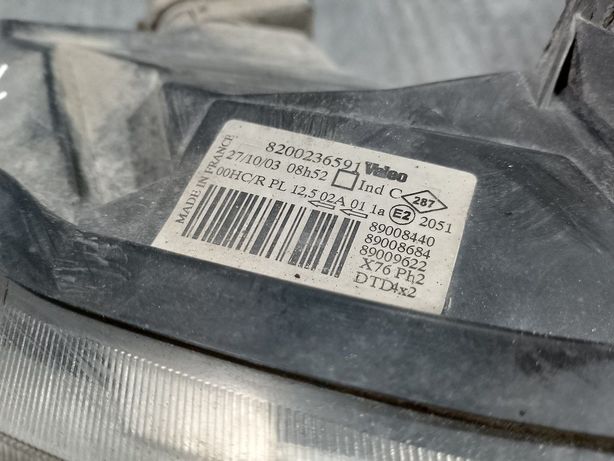 8200236591 Valeo
27/10/03 08h52 Ind C 287
00HC/R PL 12,5 02A 01 1a E2 2051
MADE IN FRANCE
89008440
89008684
89009622
X76 Ph2
DTD4x2